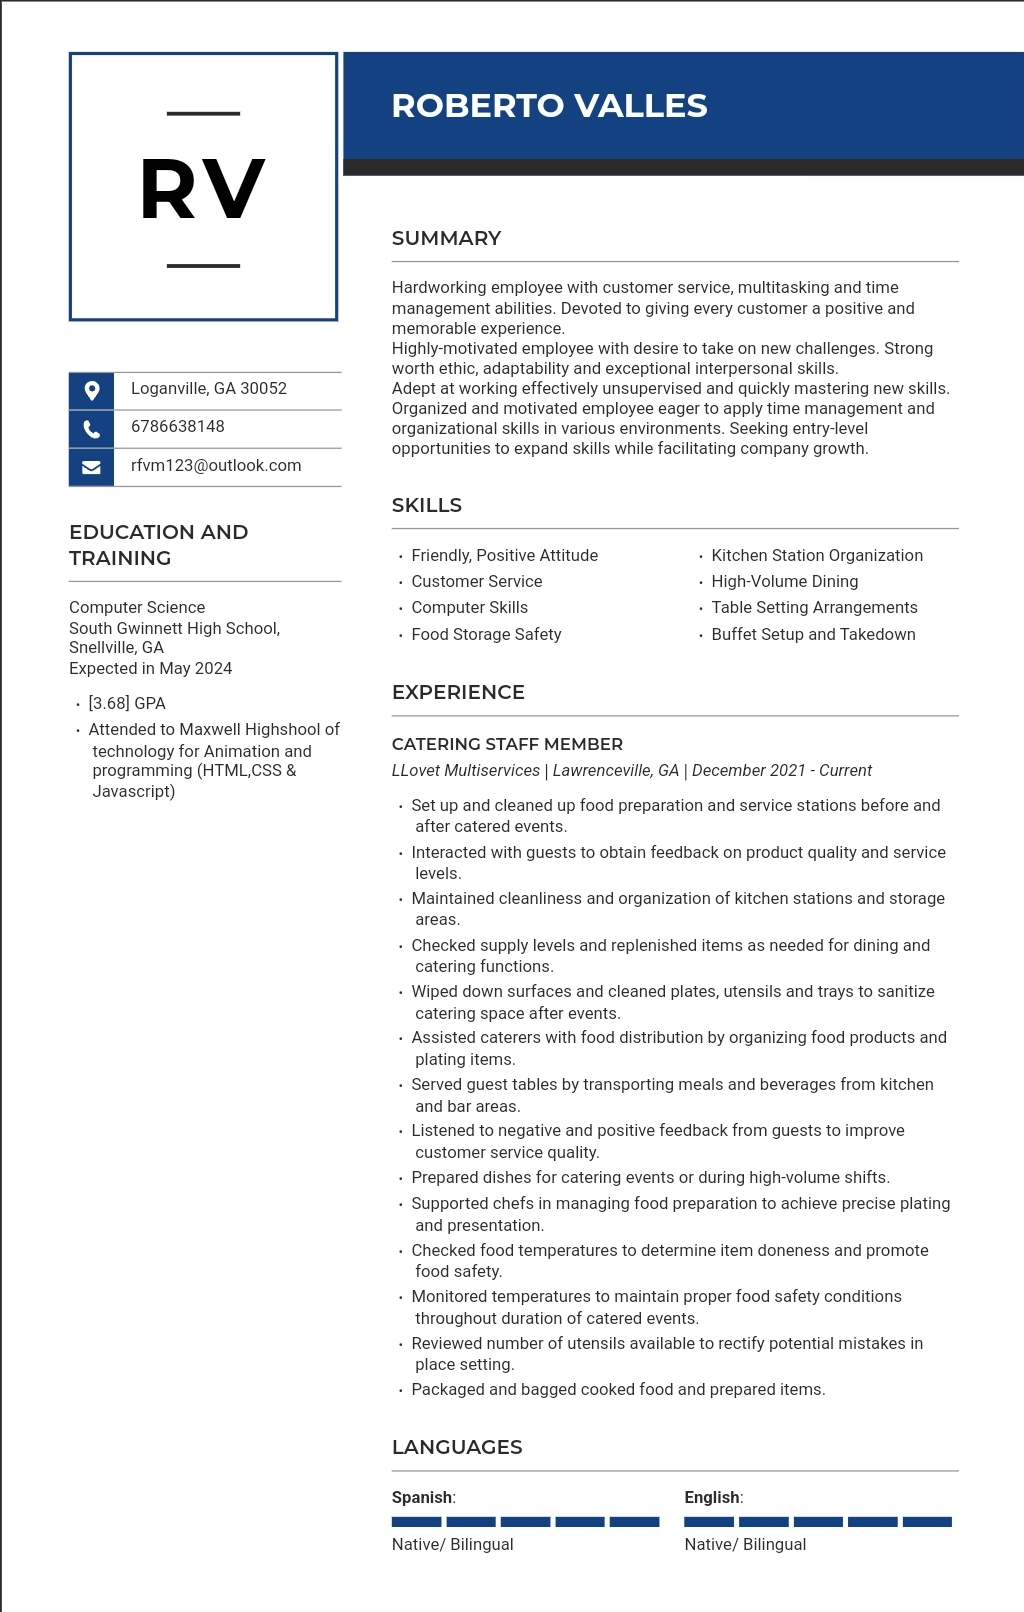 RV
ROBERTO VALLES
Loganville, GA 30052
6786638148
rfvm123@outlook.com
EDUCATION AND
TRAINING
Computer Science
South Gwinnett High School,
Snellville, GA
Expected in May 2024
· [3.68] GPA
· Attended to Maxwell Highshool of
technology for Animation and
programming (HTML,CSS &
Javascript)
SUMMARY
Hardworking employee with customer service, multitasking and time
management abilities. Devoted to giving every customer a positive and
memorable experience.
Highly-motivated employee with desire to take on new challenges. Strong
worth ethic, adaptability and exceptional interpersonal skills.
Adept at working effectively unsupervised and quickly mastering new skills.
Organized and motivated employee eager to apply time management and
organizational skills in various environments. Seeking entry-level
opportunities to expand skills while facilitating company growth.
SKILLS
· Friendly, Positive Attitude
· Customer Service
· Computer Skills
· Food Storage Safety
· Kitchen Station Organization
· High-Volume Dining
· Table Setting Arrangements
· Buffet Setup and Takedown
EXPERIENCE
CATERING STAFF MEMBER
LLovet Multiservices | Lawrenceville, GA | December 2021 - Current
· Set up and cleaned up food preparation and service stations before and
after catered events.
· Interacted with guests to obtain feedback on product quality and service
levels.
· Maintained cleanliness and organization of kitchen stations and storage
areas.
· Checked supply levels and replenished items as needed for dining and
catering functions.
· Wiped down surfaces and cleaned plates, utensils and trays to sanitize
catering space after events.
· Assisted caterers with food distribution by organizing food products and
plating items.
· Served guest tables by transporting meals and beverages from kitchen
and bar areas.
· Listened to negative and positive feedback from guests to improve
customer service quality.
· Prepared dishes for catering events or during high-volume shifts.
· Supported chefs in managing food preparation to achieve precise plating
and presentation.
· Checked food temperatures to determine item doneness and promote
food safety.
· Monitored temperatures to maintain proper food safety conditions
throughout duration of catered events.
· Reviewed number of utensils available to rectify potential mistakes in
place setting.
· Packaged and bagged cooked food and prepared items.
LANGUAGES
Spanish:
Native/ Bilingual
English:
Native/ Bilingual